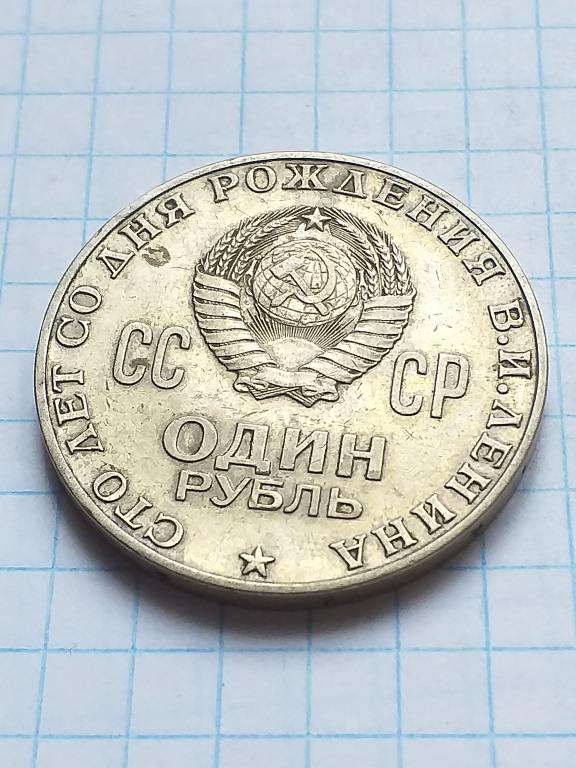 СТО ЛЕТ СО ДНЯ РОЖДЕНИЯ В.И.ЛЕНИНА
СС СР
ОДИН
РУБЛЬ